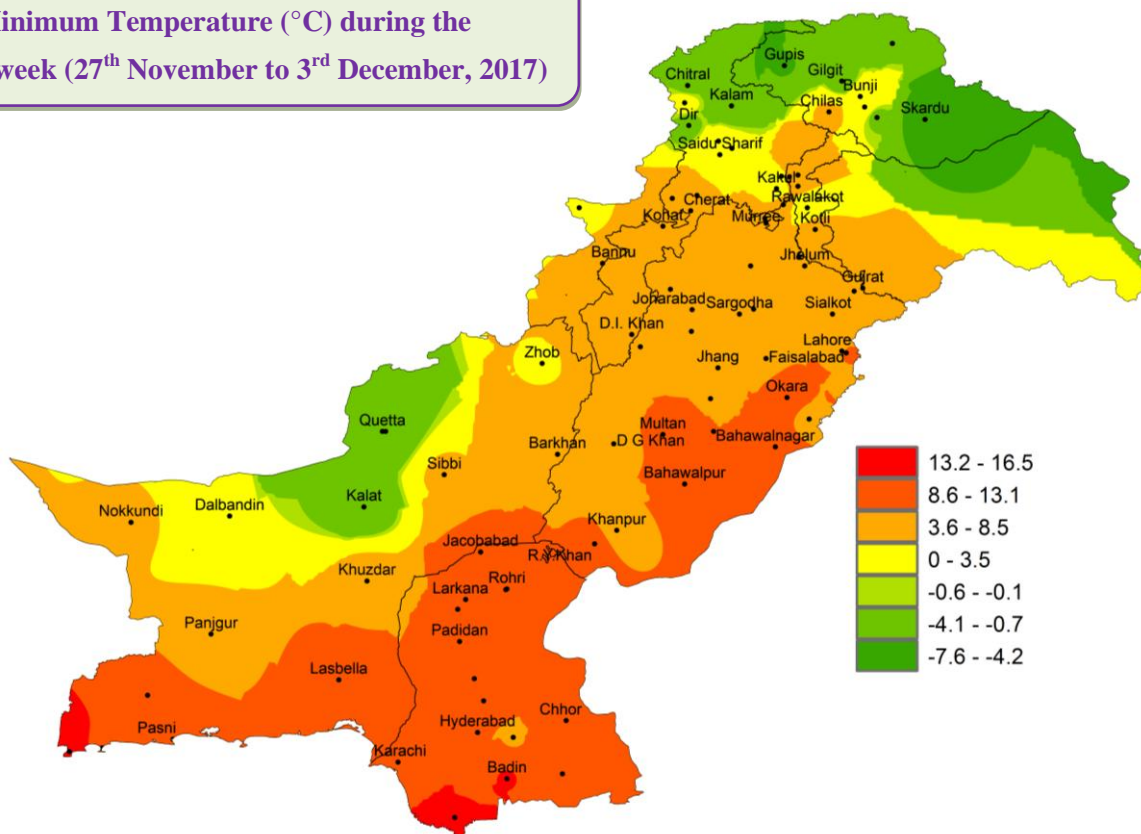 Minimum Temperature (°C) during the
week (27th November to 3rd December, 2017)
Gupis
Gilgit
Chitral
Bunji
Kalam
Chilas
Skardu
Dir
Saidu Sharif
Kakul
Cherat
Rawalakot
Kohat
Murree
Kotli
Bannu
Jhelum
Gujrat
Joharabad
Sargodha
Sialkot
D.I. Khan
Lahore
Zhob
Jhang
Faisalabad
Okara
Quetta
Multan
Barkhan
D G Khan
Bahawalnagar
Sibbi
Bahawalpur
Kalat
Nokkundi
Dalbandin
Khanpur
Jacobabad
R.Y.Khan
Khuzdar
Rohri
Larkana
Panjgur
Padidan
Lasbella
Hyderabad
Chhor
Pasni
Karachi
Badin
13.2 - 16.5
8.6 - 13.1
3.6 - 8.5
0 - 3.5
-0.6 - -0.1
-4.1 - -0.7
-7.6 - -4.2